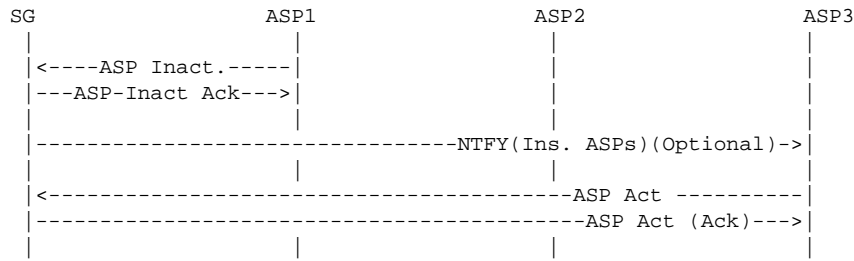 SG                  ASP1                ASP2                ASP3
 |                    |                   |                   |
 |<----ASP Inact.-----|                   |                   |
 |---ASP-Inact Ack--->|                   |                   |
 |                    |                   |                   |
 |---------------------------------NTFY(Ins. ASPs)(Optional)->|
 |                    |                   |                   |
 |<-----------------------------------------ASP Act ----------|
 |-------------------------------------------ASP Act (Ack)--->|
 |                    |                   |                   |